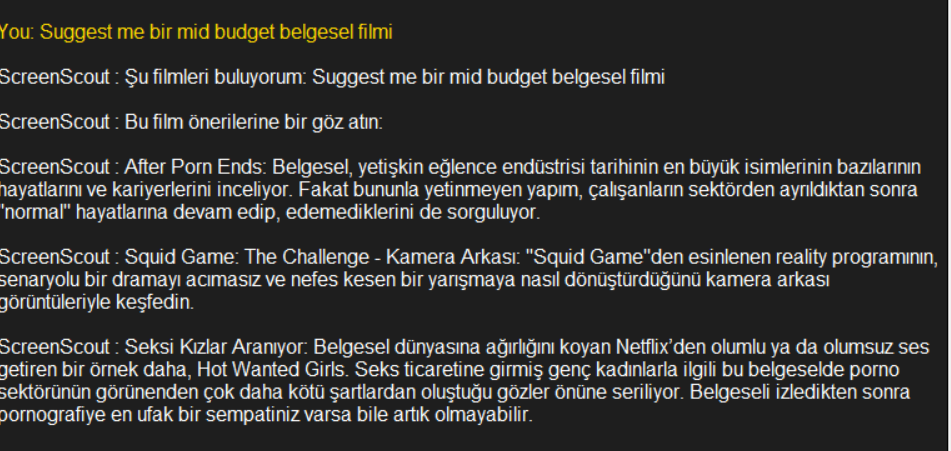 You: Suggest me bir mid budget belgesel filmi
ScreenScout : Şu filmleri buluyorum: Suggest me bir mid budget belgesel filmi
ScreenScout : Bu film önerilerine bir göz atın:
ScreenScout : After Porn Ends: Belgesel, yetişkin eğlence endüstrisi tarihinin en büyük isimlerinin bazılarının
hayatlarını ve kariyerlerini inceliyor. Fakat bununla yetinmeyen yapım, çalışanların sektörden ayrıldıktan sonra
"normal" hayatlarına devam edip, edemediklerini de sorguluyor.
ScreenScout : Squid Game: The Challenge - Kamera Arkası: "Squid Game"den esinlenen reality programının,
senaryolu bir dramayı acımasız ve nefes kesen bir yarışmaya nasıl dönüştürdüğünü kamera arkası
görüntüleriyle keşfedin.
ScreenScout : Seksi Kızlar Aranıyor: Belgesel dünyasına ağırlığını koyan Netflix’den olumlu ya da olumsuz ses
getiren bir örnek daha, Hot Wanted Girls. Seks ticaretine girmiş genç kadınlarla ilgili bu belgeselde porno
sektörünün görünenden çok daha kötü şartlardan oluştuğu gözler önüne seriliyor. Belgeseli izledikten sonra
pornografiye en ufak bir sempatiniz varsa bile artık olmayabilir.